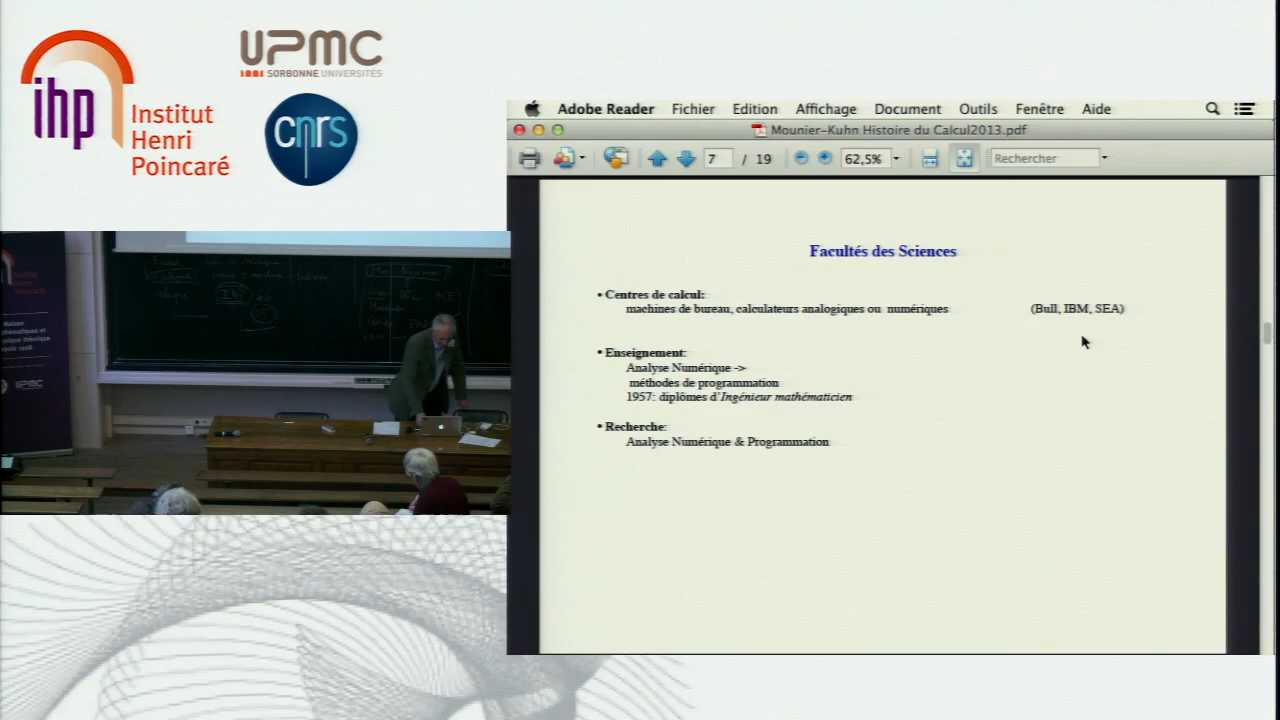 ihp
Institut
Henri
Poincaré
UPMC
SORBONNE UNIVERSITÉS
cnrs
Adobe Reader Fichier Edition Affichage Document Outils Fenêtre Aide
Mounier-Kuhn Histoire du Calcul2013.pdf
7 / 19 62,5% Rechercher
Facultés des Sciences
• Centres de calcul:
machines de bureau, calculateurs analogiques ou numériques (Bull, IBM, SEA)
• Enseignement:
Analyse Numérique ->
méthodes de programmation
1957: diplômes d'Ingénieur mathématicien
• Recherche:
Analyse Numérique & Programmation
UPMC